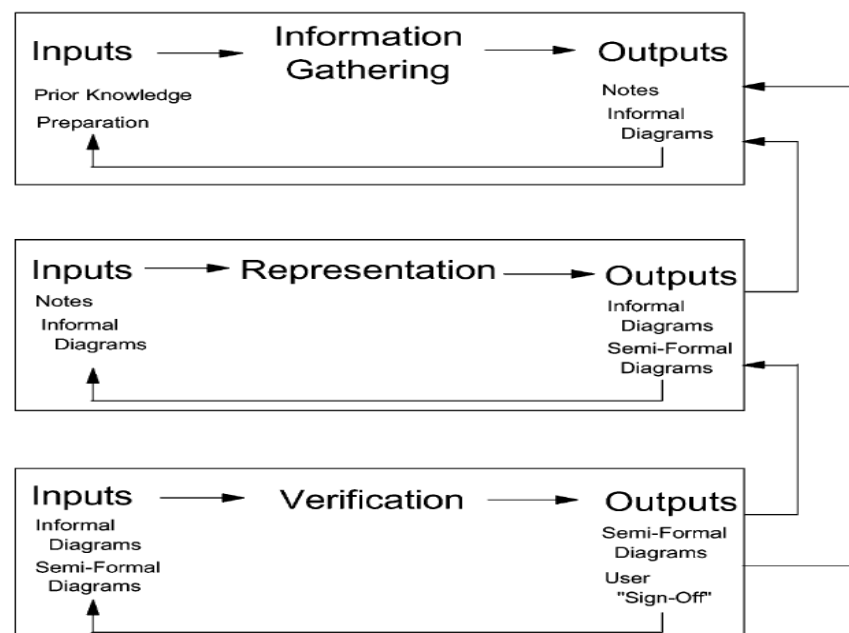 Inputs
Information
Gathering
Outputs
Prior Knowledge
Preparation
Notes
Informal
Diagrams
Inputs
Representation
Outputs
Notes
Informal
Diagrams
Informal
Diagrams
Semi-Formal
Diagrams
Inputs
Verification
Outputs
Informal
Diagrams
Semi-Formal
Diagrams
Semi-Formal
Diagrams
User
"Sign-Off"